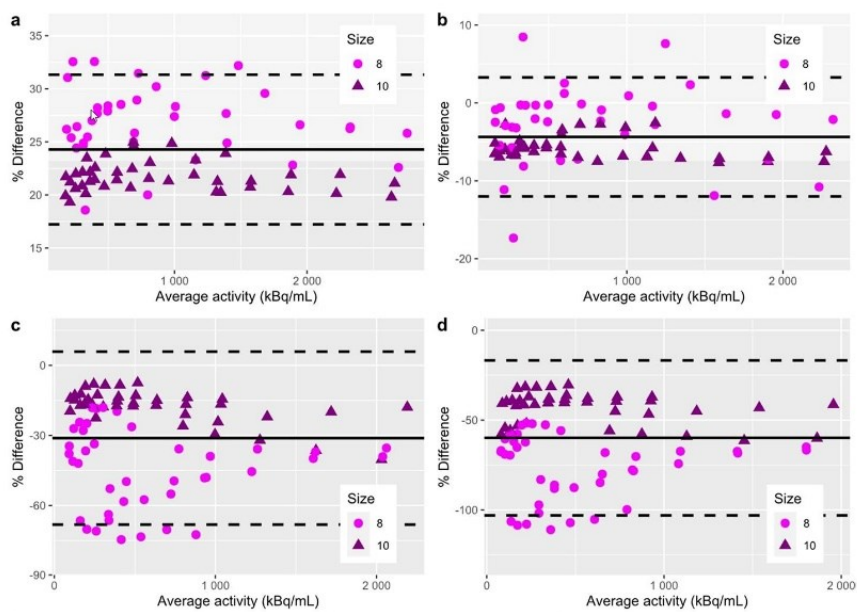 a
% Difference
35
30
25
20
15
1 000
2 000
Average activity (kBq/mL)
Size
8
10
b
% Difference
10
0
-10
-20
1 000
2 000
Average activity (kBq/mL)
Size
8
10
c
% Difference
0
-30
-60
-90
0
1 000
2 000
Average activity (kBq/mL)
Size
8
10
d
% Difference
0
-50
-100
0
1 000
2 000
Average activity (kBq/mL)
Size
8
10